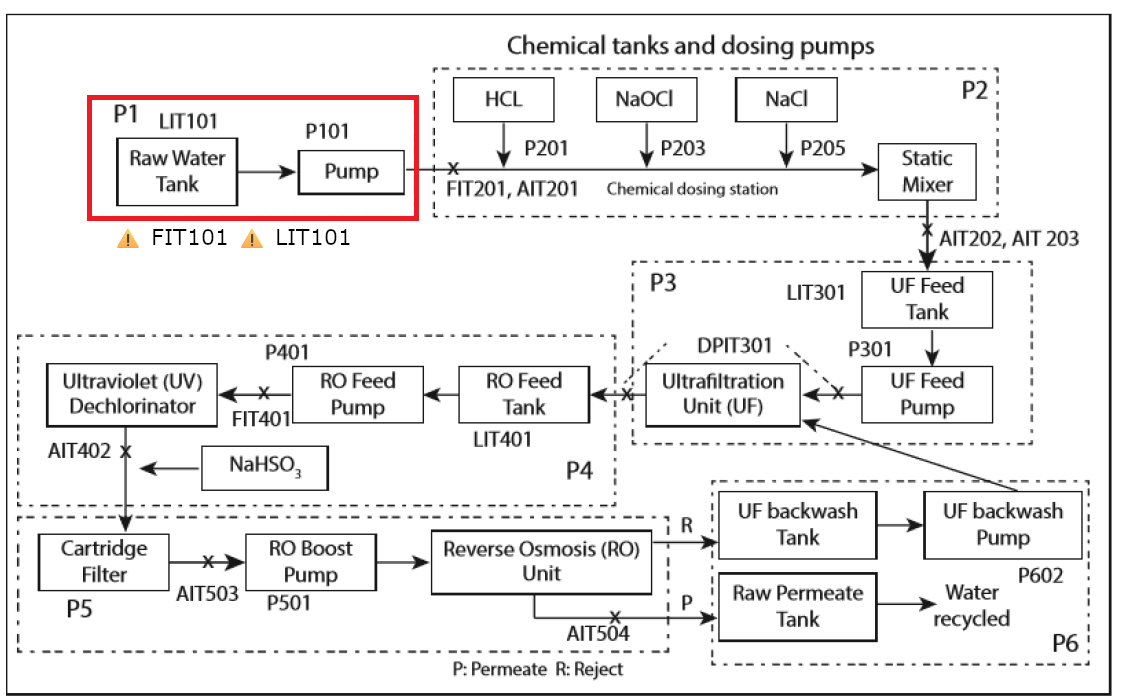 Chemical tanks and dosing pumps
P1
LIT101
Raw Water
Tank
P101
Pump
FIT101
LIT101
P2
HCL
NaOCl
NaCl
P201
P203
P205
FIT201, AIT201
Chemical dosing station
Static
Mixer
AIT202, AIT 203
P3
LIT301
UF Feed
Tank
P301
UF Feed
Pump
DPIT301
Ultrafiltration
Unit (UF)
P401
RO Feed
Tank
LIT401
RO Feed
Pump
FIT401
Ultraviolet (UV)
Dechlorinator
AIT402
NaHSO3
P4
Cartridge
Filter
P5
AIT503
RO Boost
Pump
P501
Reverse Osmosis (RO)
Unit
AIT504
R
P
UF backwash
Tank
UF backwash
Pump
P602
Raw Permeate
Tank
Water
recycled
P6
P: Permeate R: Reject